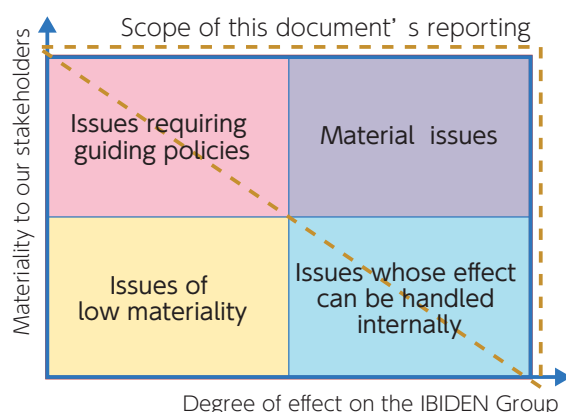 Scope of this document’ s reporting
Materiality to our stakeholders
Issues requiring
guiding policies
Material issues
Issues of
low materiality
Issues whose effect
can be handled
internally
Degree of effect on the IBIDEN Group